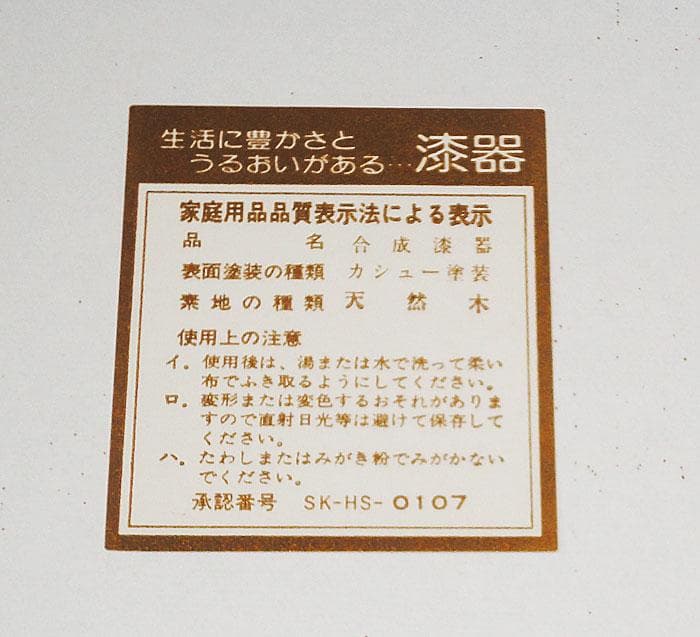 生活に豊かさと
うるおいがある…漆器
家庭用品品質表示法による表示
品名 合成漆器
表面塗装の種類 カシュー塗装
素地の種類 天然木
使用上の注意
イ。使用後は、湯または水で洗って柔い
布でふき取るようにしてください。
ロ。変形または変色するおそれがありま
すので直射日光等は避けて保存して
ください。
ハ。たわしまたはみがき粉でみがかない
でください。
承認番号 SK-HS-0107